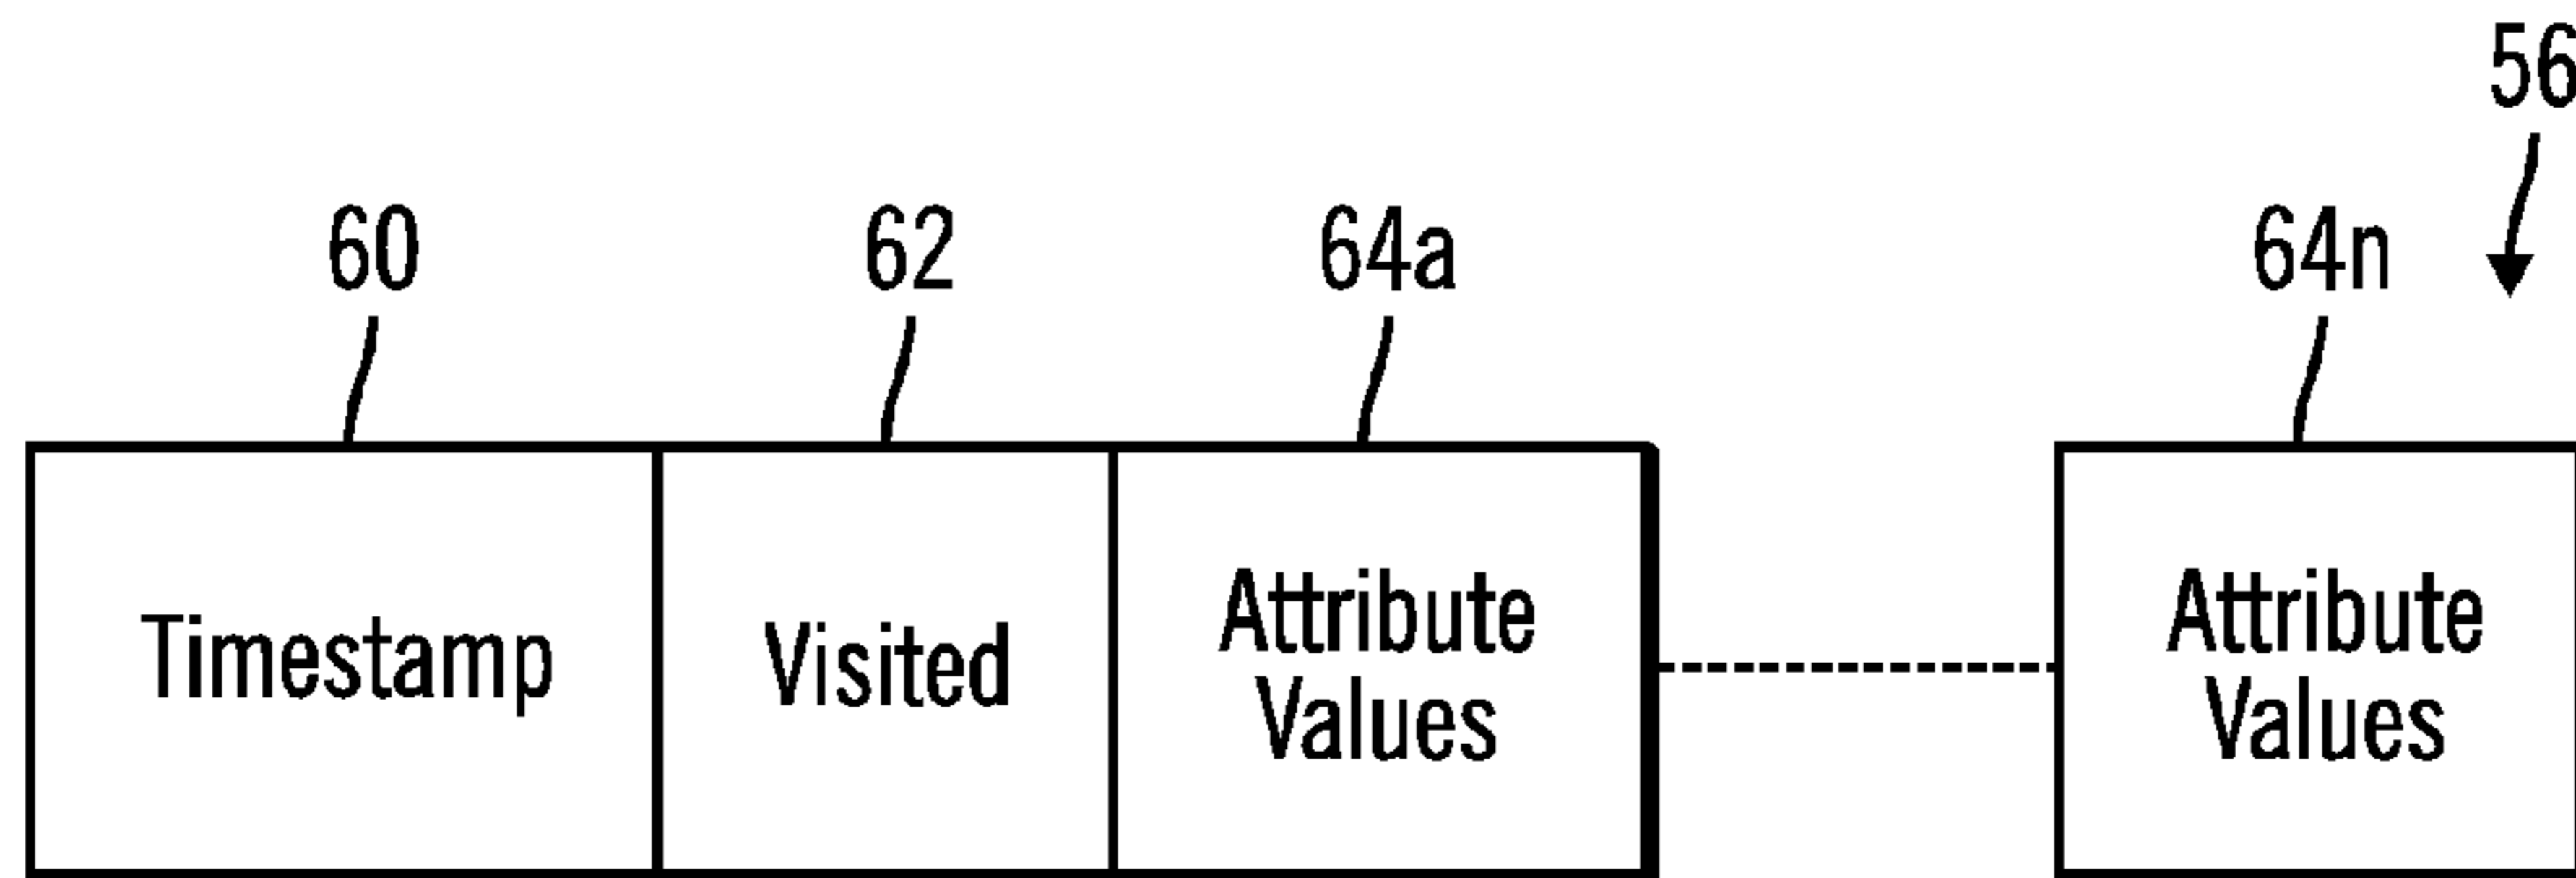 56
60
62
64a
64n
Timestamp
Visited
Attribute
Values
Attribute
Values